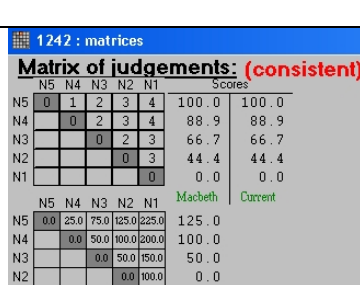 1242 : matrices
Matrix of judgements: (consistent)
N5 N4 N3 N2 N1 Scores
N5 0 1 2 3 4 100.0 100.0
N4 0 2 3 4 88.9 88.9
N3 0 2 3 66.7 66.7
N2 0 3 44.4 44.4
N1 0 0.0 0.0
N5 N4 N3 N2 N1 Macbeth Current
N5 0.0 25.0 75.0 125.0 225.0 125.0
N4 0.0 50.0 100.0 200.0 100.0
N3 0.0 50.0 150.0 50.0
N2 0.0 100.0 0.0